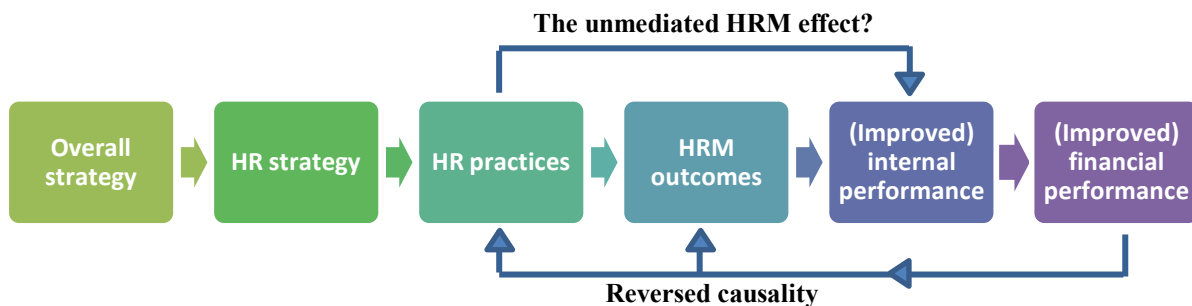 The unmediated HRM effect?
Overall
strategy
HR strategy
HR practices
HRM
outcomes
(Improved)
internal
performance
(Improved)
financial
performance
Reversed causality